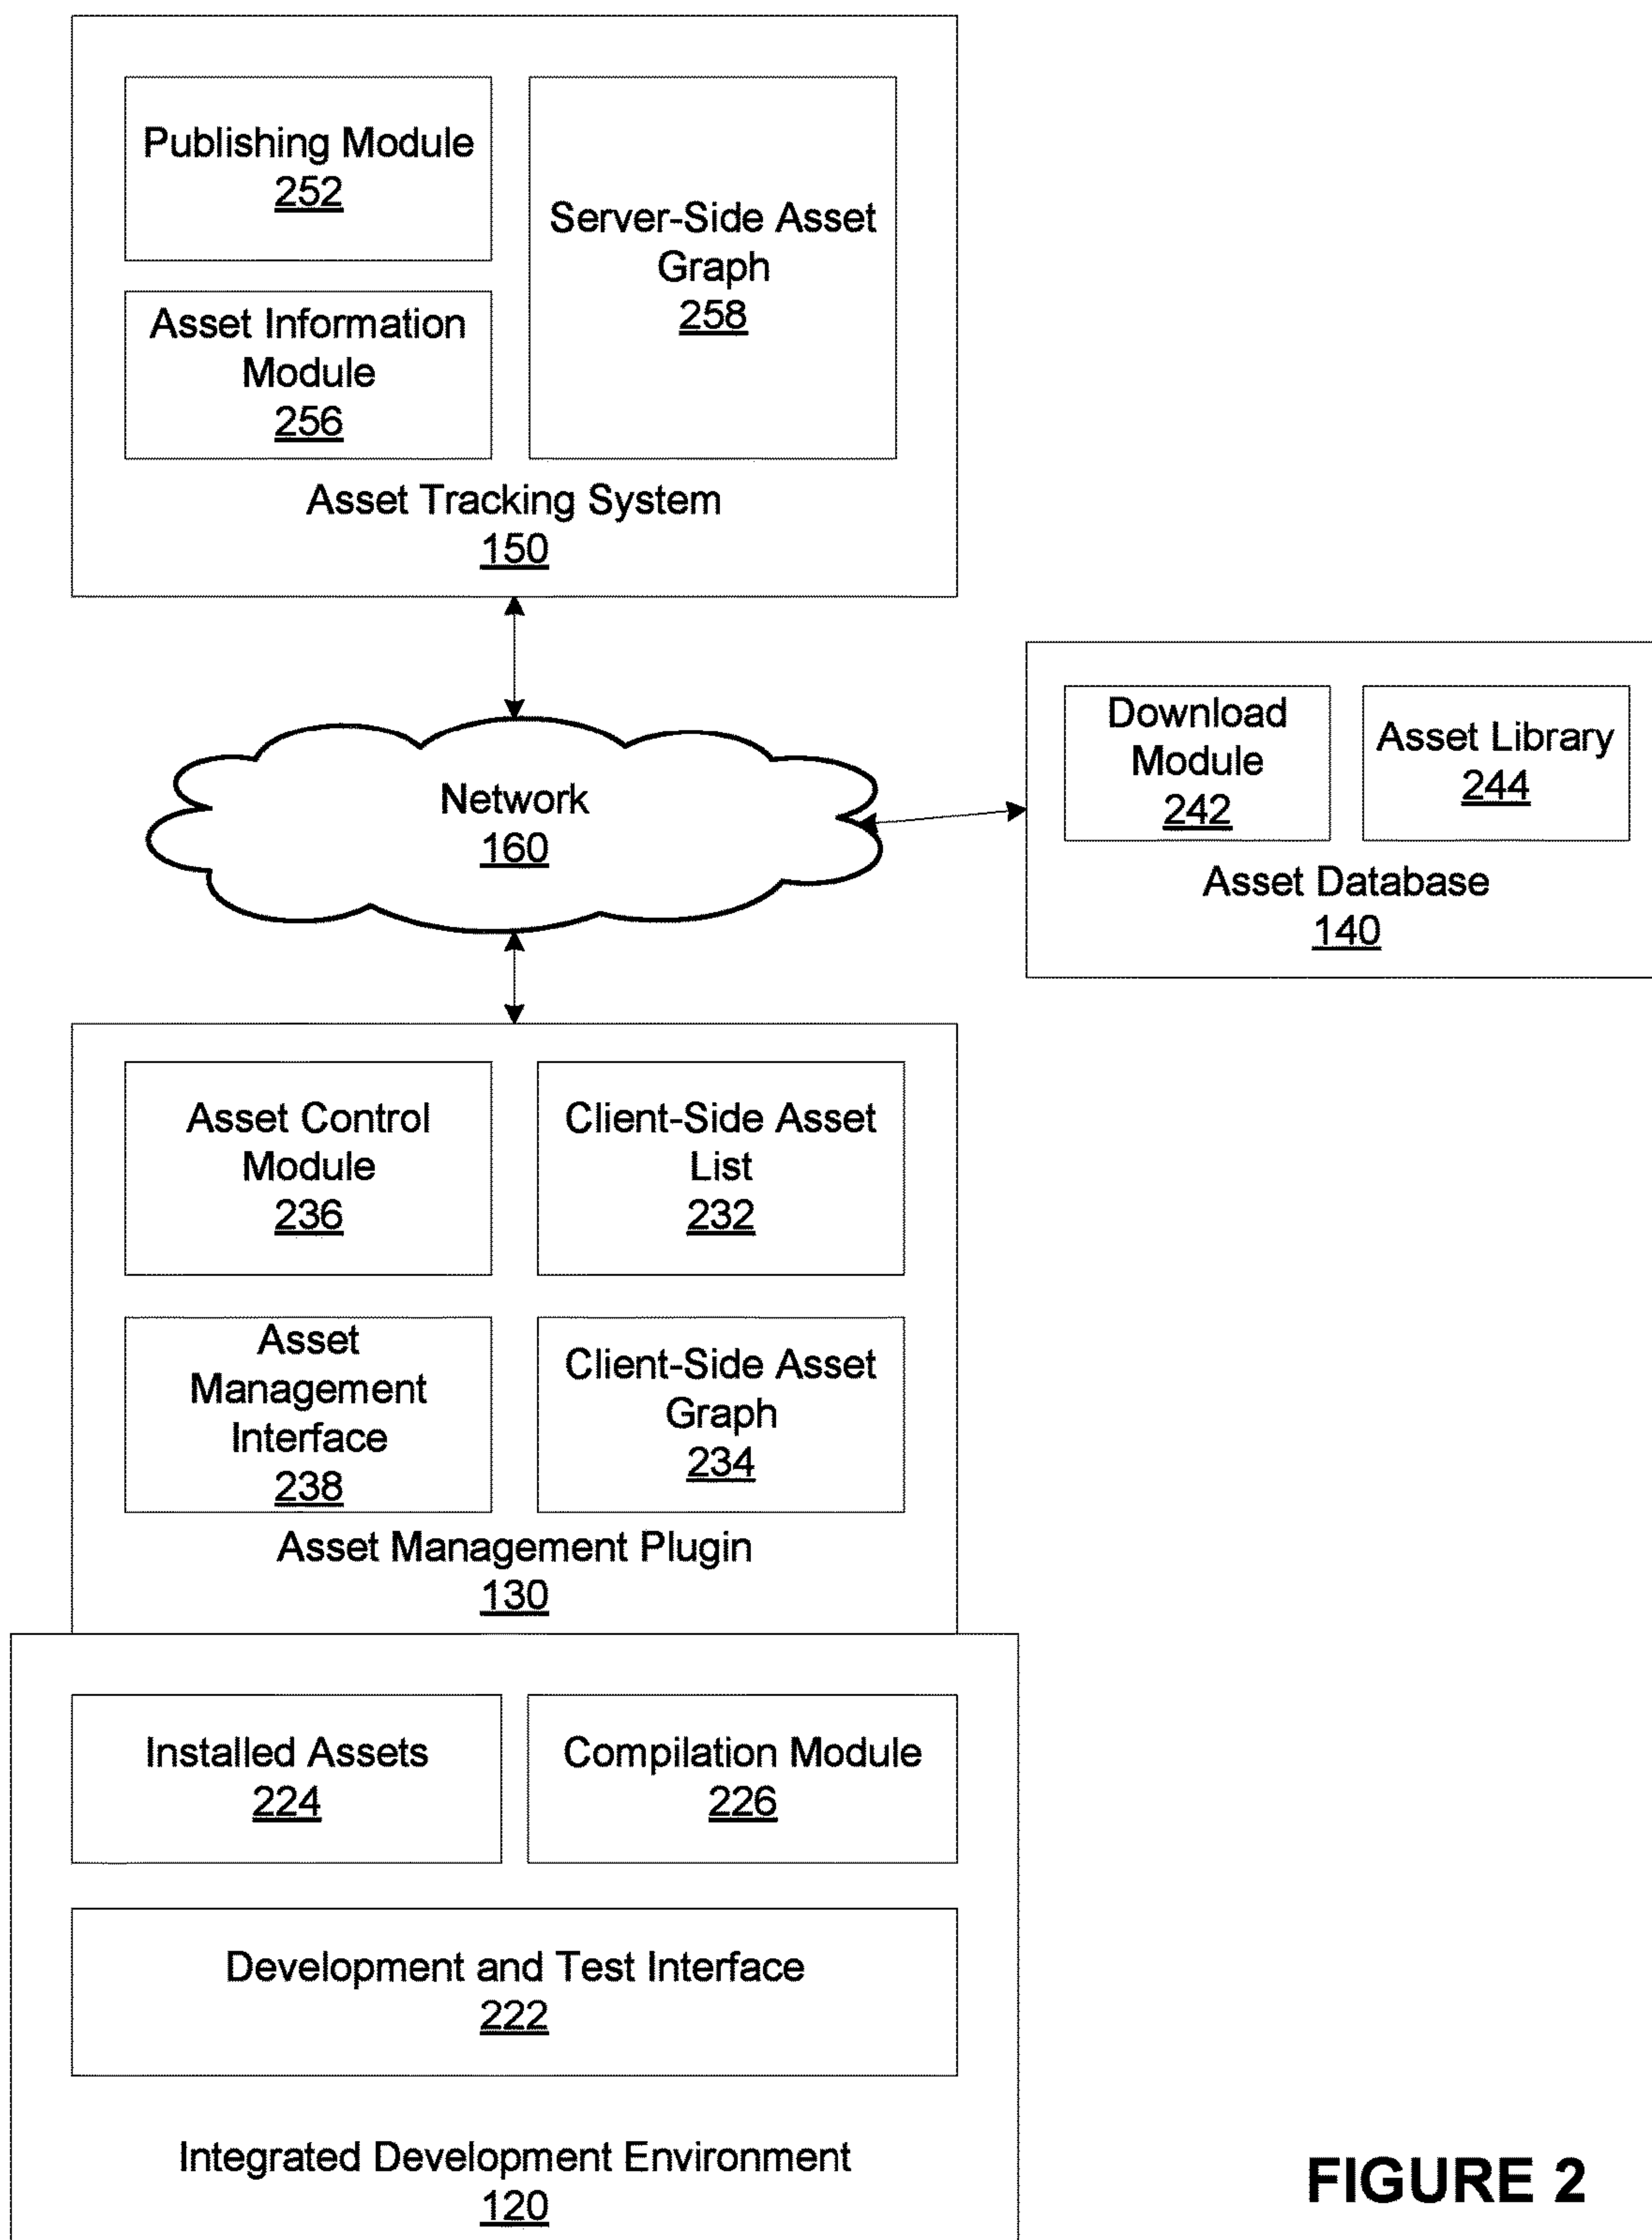 Publishing Module
252
Server-Side Asset
Graph
258
Asset Information
Module
256
Asset Tracking System
150
Network
160
Download
Module
242
Asset Library
244
Asset Database
140
Asset Control
Module
236
Client-Side Asset
List
232
Asset
Management
Interface
238
Client-Side Asset
Graph
234
Asset Management Plugin
130
Installed Assets
224
Compilation Module
226
Development and Test Interface
222
Integrated Development Environment
120
FIGURE 2